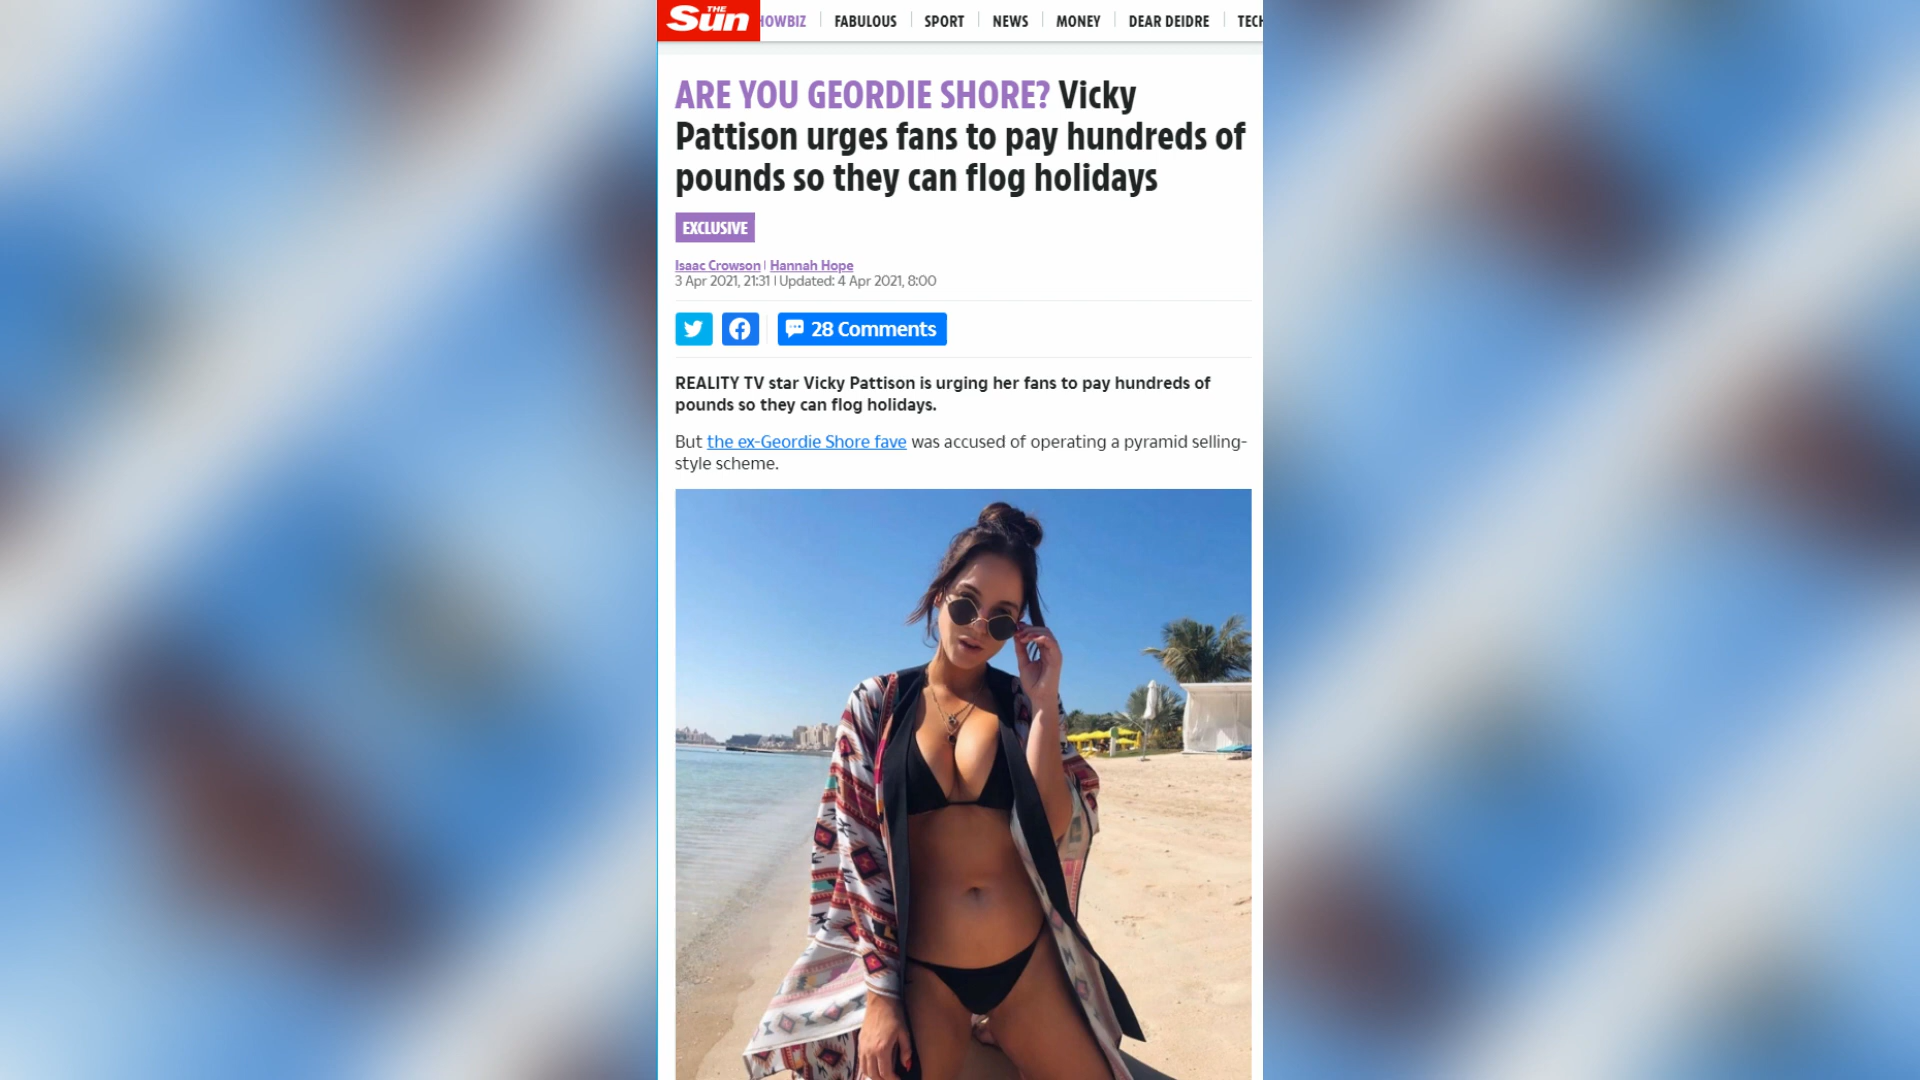 THE
Sun
HOWBIZ FABULOUS SPORT NEWS MONEY DEAR DEIDRE TECH
ARE YOU GEORDIE SHORE? Vicky
Pattison urges fans to pay hundreds of
pounds so they can flog holidays
EXCLUSIVE
Isaac Crowson | Hannah Hope
3 Apr 2021, 21:31 | Updated: 4 Apr 2021, 8:00
28 Comments
REALITY TV star Vicky Pattison is urging her fans to pay hundreds of
pounds so they can flog holidays.
But the ex-Geordie Shore fave was accused of operating a pyramid selling-
style scheme.